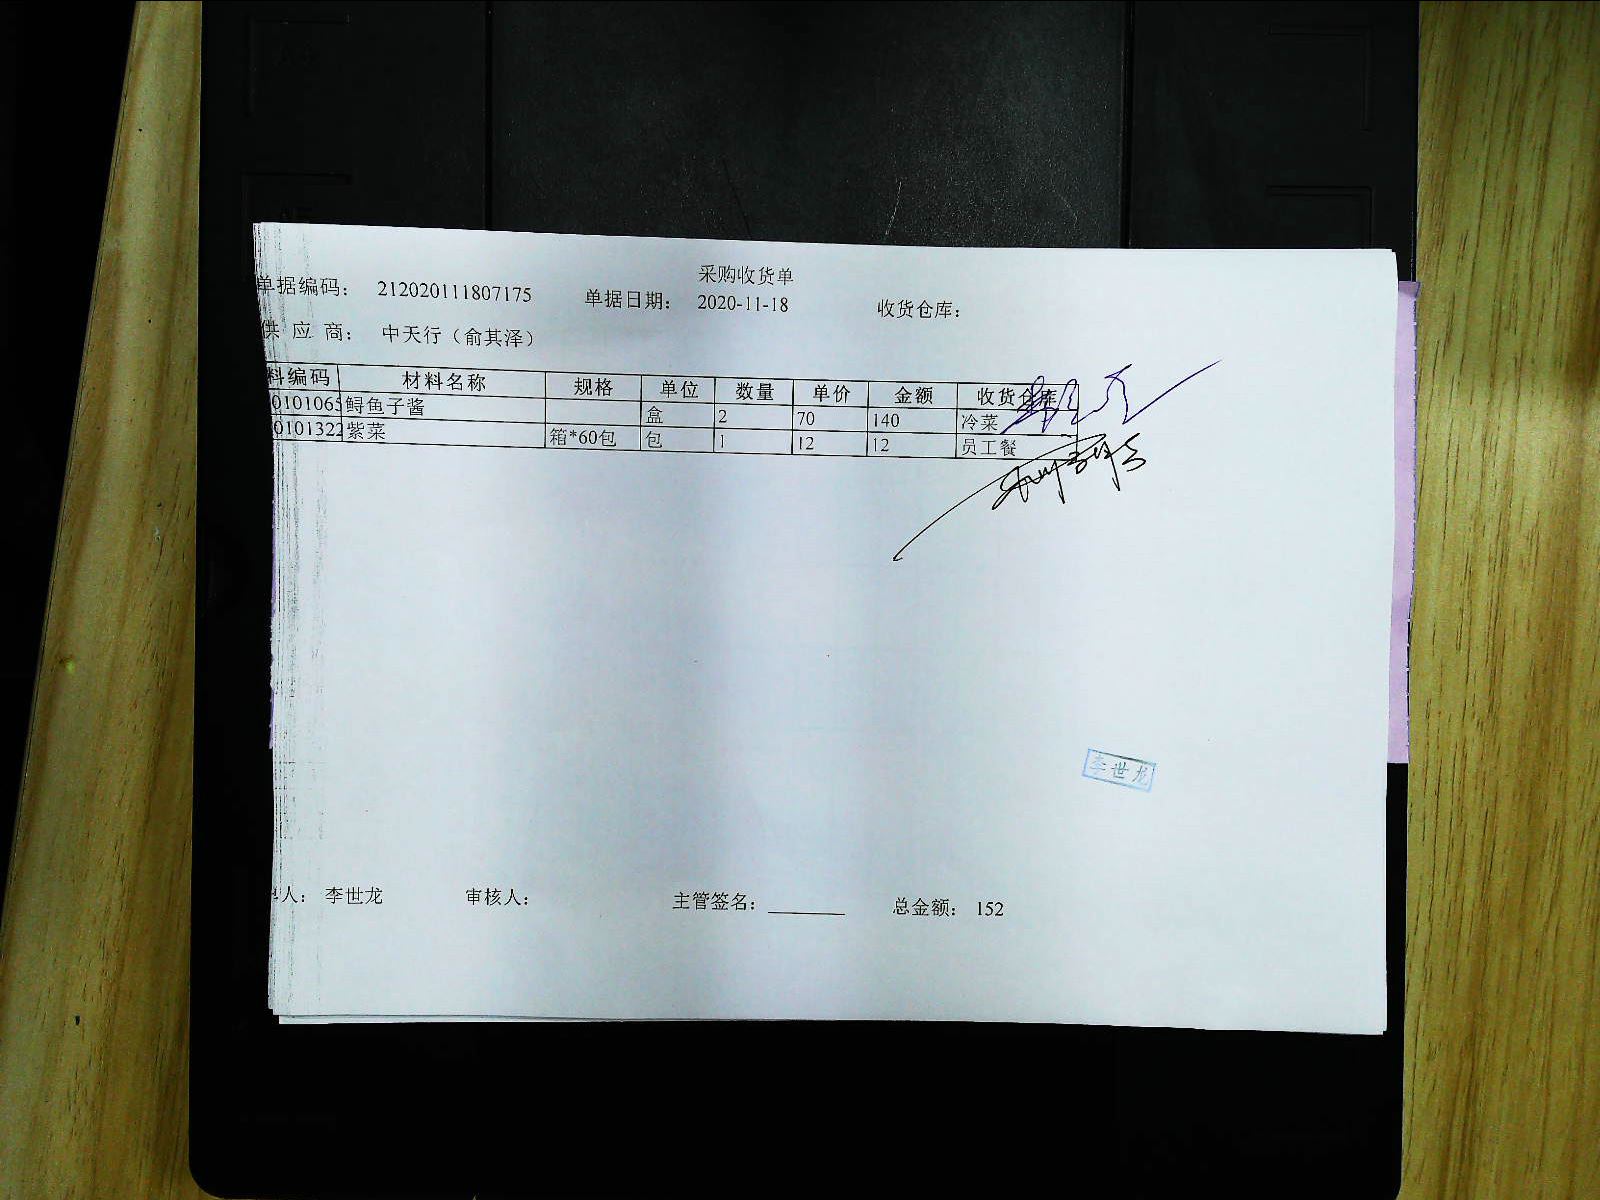 采购收货单
单据编码： 212020111807175 单据日期： 2020-11-18 收货仓库：
供 应 商： 中天行（俞其泽）
料编码 材料名称 规格 单位 数量 单价 金额 收货仓库
0101065 鲟鱼子酱 盒 2 70 140 冷菜
0101322 紫菜 箱*60包 包 1 12 12 员工餐
李世龙
人： 李世龙 审核人： 主管签名： 总金额： 152